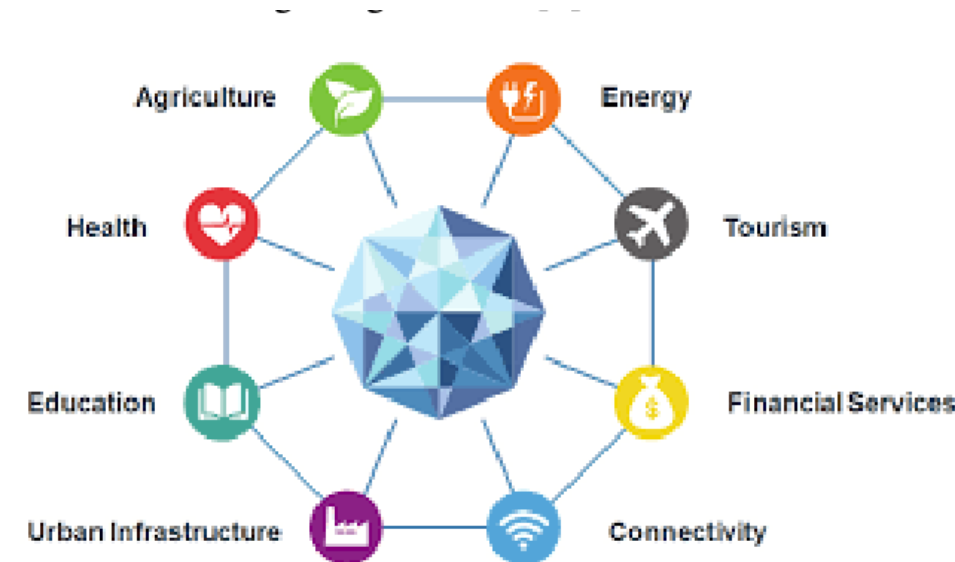 Agriculture
Energy
Health
Tourism
Education
Financial Services
Urban Infrastructure
Connectivity
$